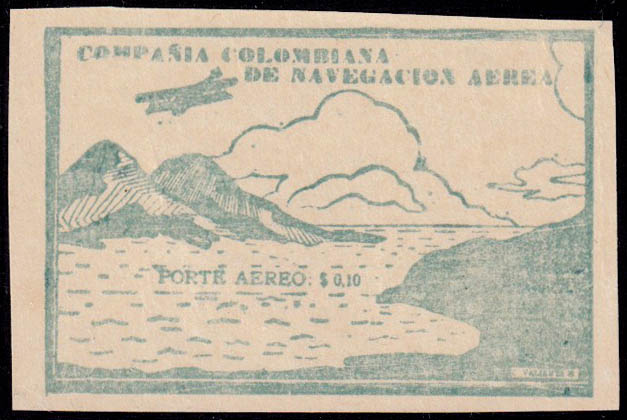 COMPAÑIA COLOMBIANA
DE NAVEGACION AEREA
PORTE AEREO: $ 0,10